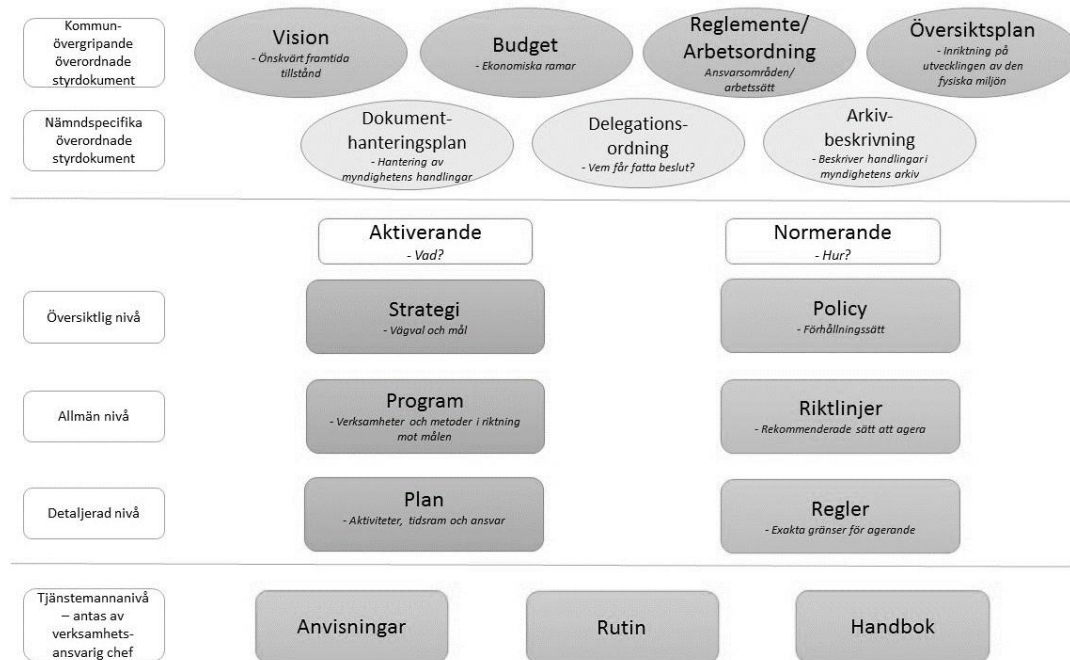 Kommun-
övergripande
överordnade
styrdokument
Vision
- Önskvärt framtida
tillstånd
Budget
- Ekonomiska ramar
Reglemente/
Arbetsordning
Ansvarsområden/
arbetssätt
Översiktsplan
- Inriktning på
utvecklingen av den
fysiska miljön
Nämndspecifika
överordnade
styrdokument
Dokument-
hanteringsplan
- Hantering av
myndighetens handlingar
Delegations-
ordning
- Vem får fatta beslut?
Arkiv-
beskrivning
- Beskriver handlingar i
myndighetens arkiv
Aktiverande
- Vad?
Normerande
- Hur?
Översiktlig nivå
Strategi
- Vägval och mål
Policy
- Förhållningssätt
Allmän nivå
Program
- Verksamheter och metoder i riktning
mot målen
Riktlinjer
- Rekommenderade sätt att agera
Detaljerad nivå
Plan
- Aktiviteter, tidsram och ansvar
Regler
- Exakta gränser för agerande
Tjänstemannanivå
– antas av
verksamhets-
ansvarig chef
Anvisningar
Rutin
Handbok